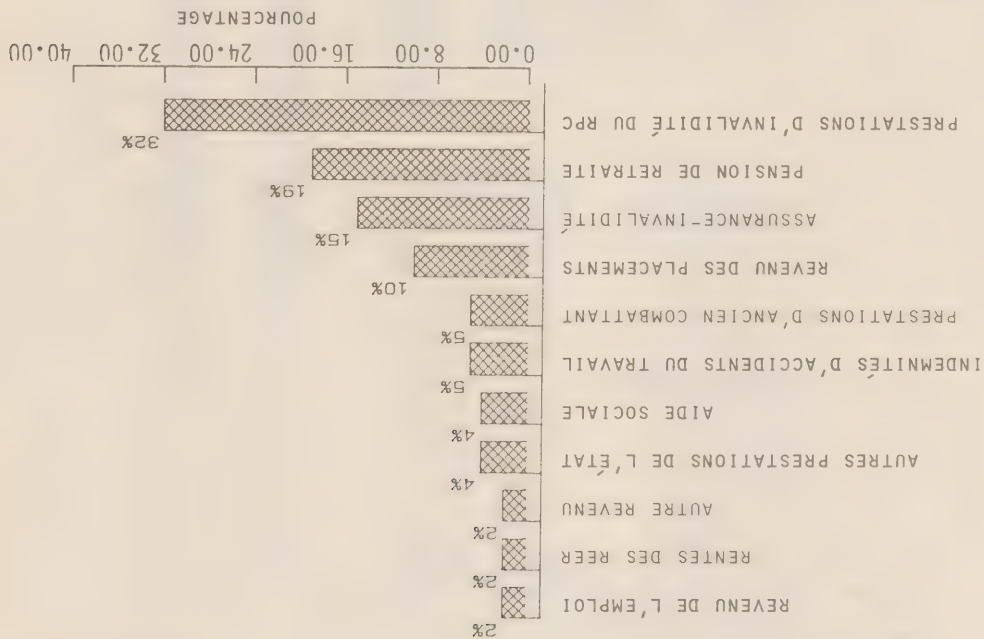 REVENU DE L'EMPLOI 2%
RENTES DES REER 2%
AUTRE REVENU 2%
AUTRES PRESTATIONS DE L'ÉTAT 4%
AIDE SOCIALE 4%
INDEMNITÉS D'ACCIDENTS DU TRAVAIL 5%
PRESTATIONS D'ANCIEN COMBATTANT 5%
REVENU DES PLACEMENTS 10%
ASSURANCE-INVALIDITÉ 15%
PENSION DE RETRAITE 19%
PRESTATIONS D'INVALIDITÉ DU RPC 32%
0.00 8.00 16.00 24.00 32.00 40.00
POURCENTAGE